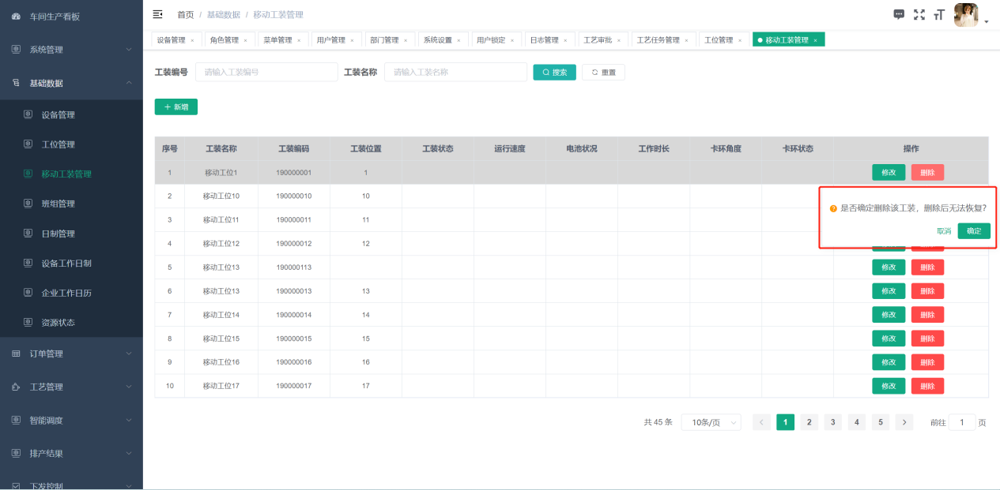 车间生产看板
系统管理
基础数据
设备管理
工位管理
移动工装管理
班组管理
日制管理
设备工作日制
企业工作日历
资源状态
订单管理
工艺管理
智能调度
排产结果
下发控制
首页 / 基础数据 / 移动工装管理
设备管理 × 角色管理 × 菜单管理 × 用户管理 × 部门管理 × 系统设置 × 用户锁定 × 日志管理 × 工艺审批 × 工艺任务管理 × 工位管理 × 移动工装管理 ×
工装编号 请输入工装编号 工装名称 请输入工装名称 搜索 重置
+ 新增
序号 工装名称 工装编码 工装位置 工装状态 运行速度 电池状况 工作时长 卡环角度 卡环状态 操作
1 移动工位1 190000001 1 修改 删除
2 移动工位10 190000010 10
3 移动工位11 190000011 11
4 移动工位12 190000012 12
5 移动工位13 190000113 修改 删除
6 移动工位13 190000013 13 修改 删除
7 移动工位14 190000014 14 修改 删除
8 移动工位15 190000015 15 修改 删除
9 移动工位16 190000016 16 修改 删除
10 移动工位17 190000017 17 修改 删除
是否确定删除该工装，删除后无法恢复?
取消 确定
共 45 条 10条/页 < 1 2 3 4 5 > 前往 1 页